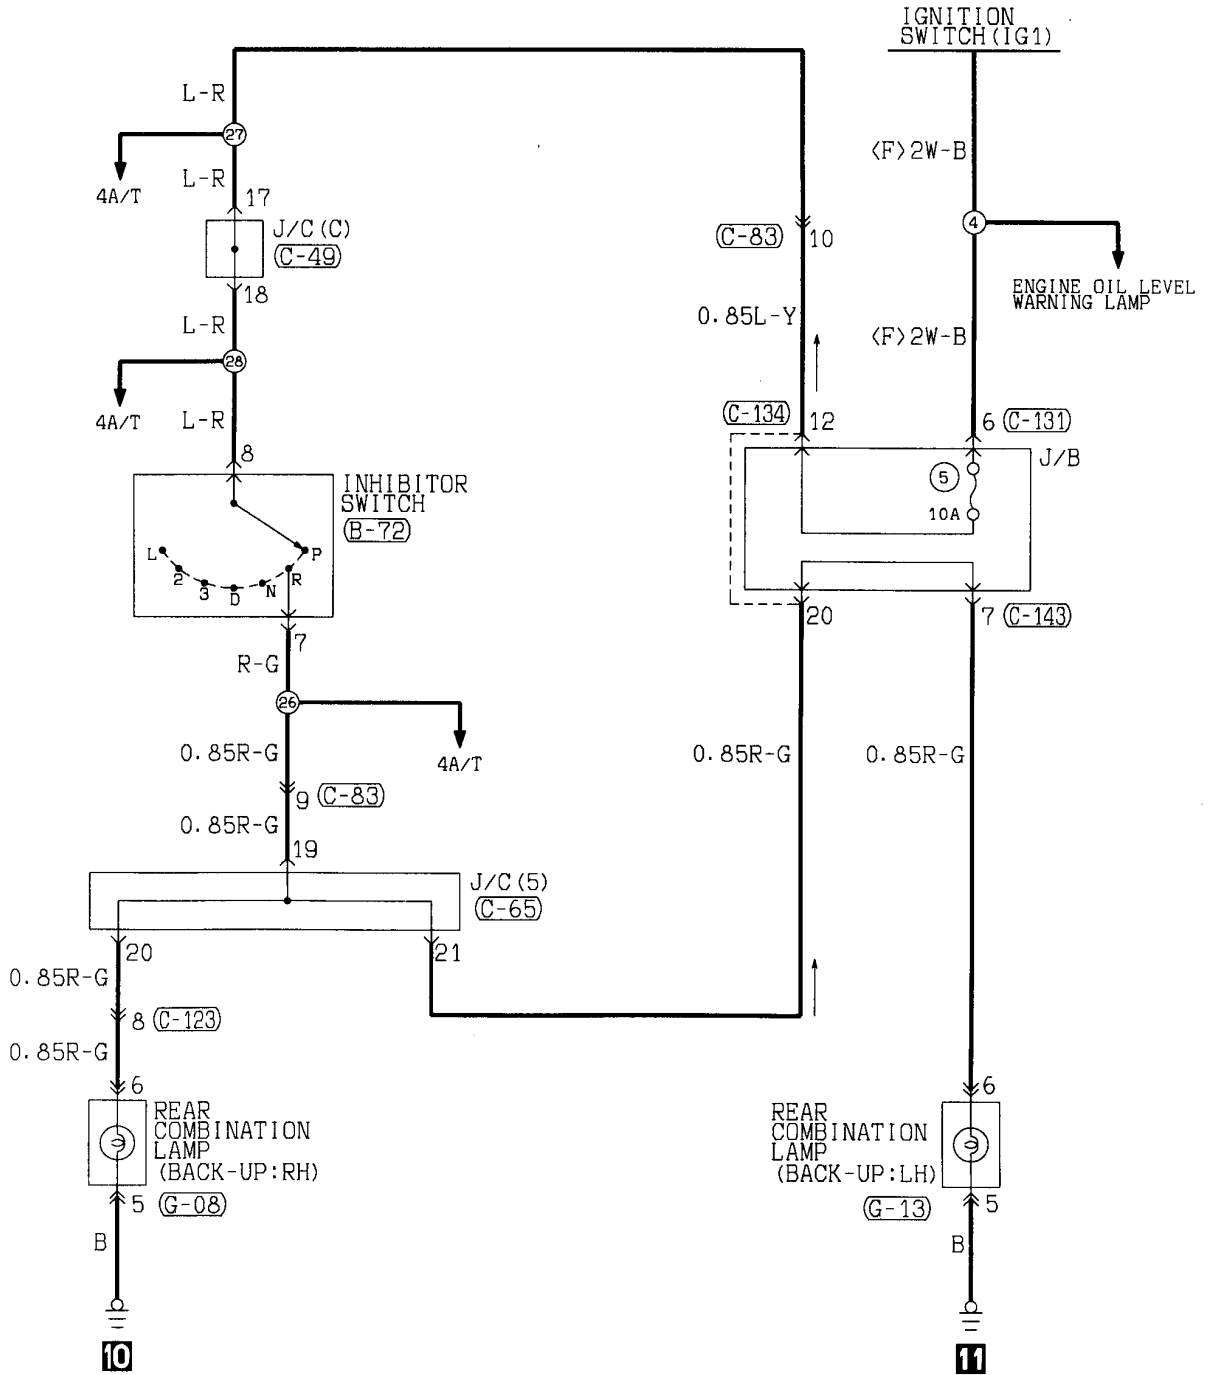 IGNITION
SWITCH(IG1)
L-R
27
<F>2W-B
4A/T
L-R
17
J/C(C)
C-49
C-83
10
4
ENGINE OIL LEVEL
WARNING LAMP
18
L-R
0.85L-Y
<F>2W-B
28
4A/T
L-R
C-134
12
6
C-131
8
J/B
INHIBITOR
SWITCH
B-72
5
10A
L
2
3
D
N
R
P
20
7
C-143
7
R-G
26
0.85R-G
4A/T
0.85R-G
0.85R-G
9
C-83
0.85R-G
19
J/C(5)
C-65
20
21
0.85R-G
8
C-123
0.85R-G
6
REAR
COMBINATION
LAMP
(BACK-UP:RH)
5
G-08
B
10
6
REAR
COMBINATION
LAMP
(BACK-UP:LH)
G-13
5
B
11